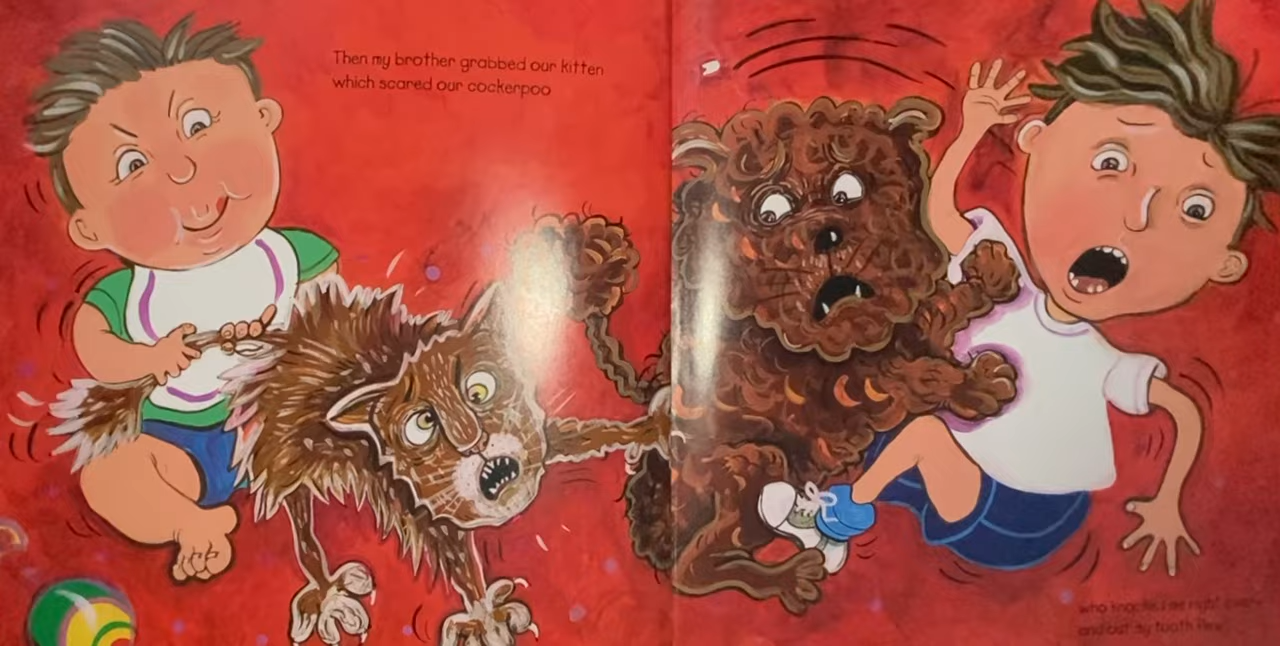 Then my brother grabbed our kitten
which scared our cockerpoo
who knocked me right over-
and out my tooth flew